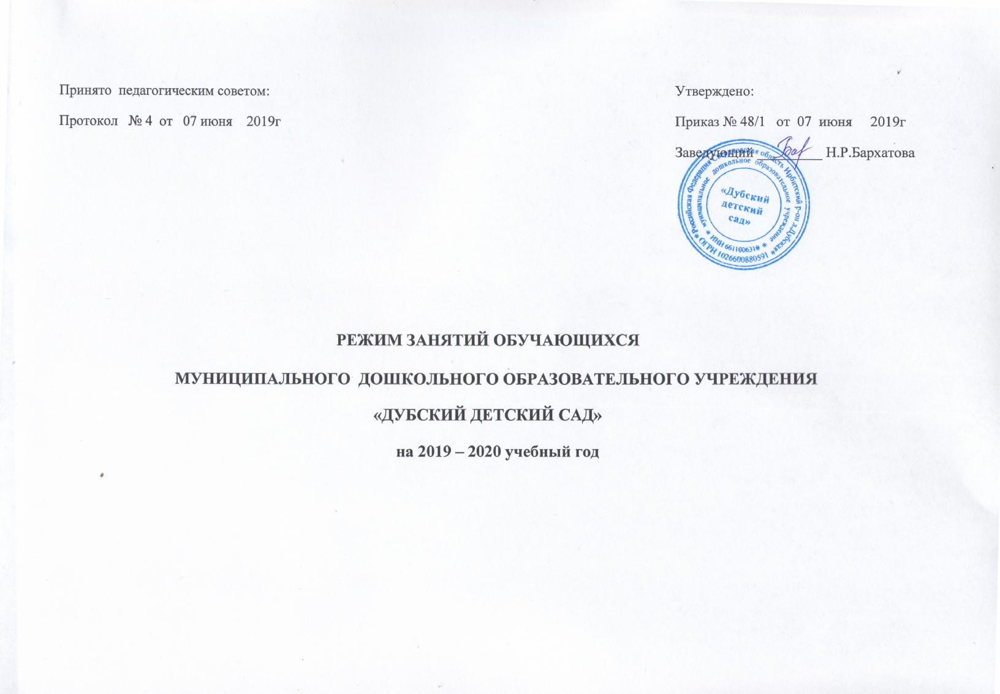 Принято педагогическим советом:
Протокол № 4 от 07 июня 2019г
Утверждено:
Приказ № 48/1 от 07 июня 2019г
Заведующий _________ Н.Р.Бархатова
* Российская Федерация Свердловская область Ирбитский р-он д.Дубская *
ОГРН 1026600880591
муниципальное дошкольное образовательное учреждение
* ИНН 6611006310 *
«Дубский
детский
сад»
РЕЖИМ ЗАНЯТИЙ ОБУЧАЮЩИХСЯ
МУНИЦИПАЛЬНОГО ДОШКОЛЬНОГО ОБРАЗОВАТЕЛЬНОГО УЧРЕЖДЕНИЯ
«ДУБСКИЙ ДЕТСКИЙ САД»
на 2019 – 2020 учебный год